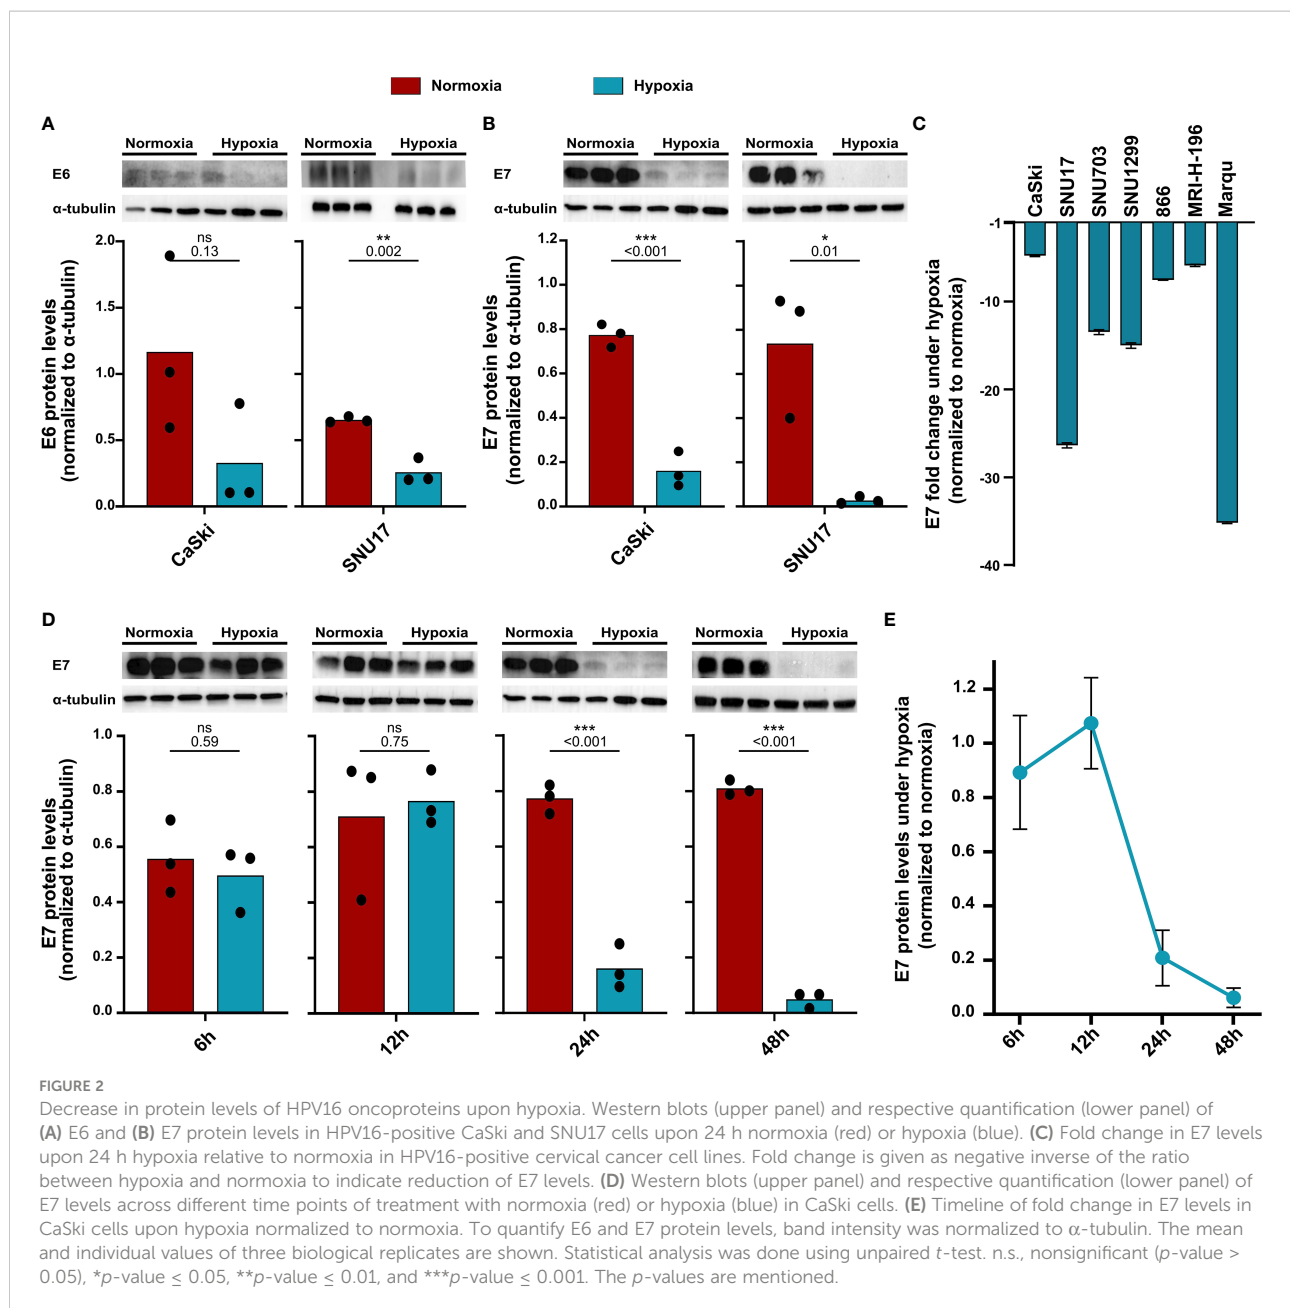 Normoxia
Hypoxia
A
Normoxia Hypoxia Normoxia Hypoxia
E6
α-tubulin
E6 protein levels
(normalized to α-tubulin)
2.0
1.5
1.0
0.5
0.0
ns
0.13
**
0.002
CaSki
SNU17
B
Normoxia Hypoxia Normoxia Hypoxia
E7
α-tubulin
E7 protein levels
(normalized to α-tubulin)
1.2
1.0
0.8
0.6
0.4
0.2
0.0
***
<0.001
*
0.01
CaSki
SNU17
C
CaSki
SNU17
SNU703
SNU1299
866
MRI-H-196
Marqu
E7 fold change under hypoxia
(normalized to normoxia)
-1
-10
-20
-30
-40
D
Normoxia Hypoxia Normoxia Hypoxia Normoxia Hypoxia Normoxia Hypoxia
E7
α-tubulin
E7 protein levels
(normalized to α-tubulin)
1.0
0.8
0.6
0.4
0.2
0.0
ns
0.59
ns
0.75
***
<0.001
***
<0.001
6h
12h
24h
48h
E
E7 protein levels under hypoxia
(normalized to normoxia)
1.2
1.0
0.8
0.6
0.4
0.2
0.0
6h
12h
24h
48h
FIGURE 2
Decrease in protein levels of HPV16 oncoproteins upon hypoxia. Western blots (upper panel) and respective quantification (lower panel) of
(A) E6 and (B) E7 protein levels in HPV16-positive CaSki and SNU17 cells upon 24 h normoxia (red) or hypoxia (blue). (C) Fold change in E7 levels
upon 24 h hypoxia relative to normoxia in HPV16-positive cervical cancer cell lines. Fold change is given as negative inverse of the ratio
between hypoxia and normoxia to indicate reduction of E7 levels. (D) Western blots (upper panel) and respective quantification (lower panel) of
E7 levels across different time points of treatment with normoxia (red) or hypoxia (blue) in CaSki cells. (E) Timeline of fold change in E7 levels in
CaSki cells upon hypoxia normalized to normoxia. To quantify E6 and E7 protein levels, band intensity was normalized to α-tubulin. The mean
and individual values of three biological replicates are shown. Statistical analysis was done using unpaired t-test. n.s., nonsignificant (p-value >
0.05), *p-value ≤ 0.05, **p-value ≤ 0.01, and ***p-value ≤ 0.001. The p-values are mentioned.